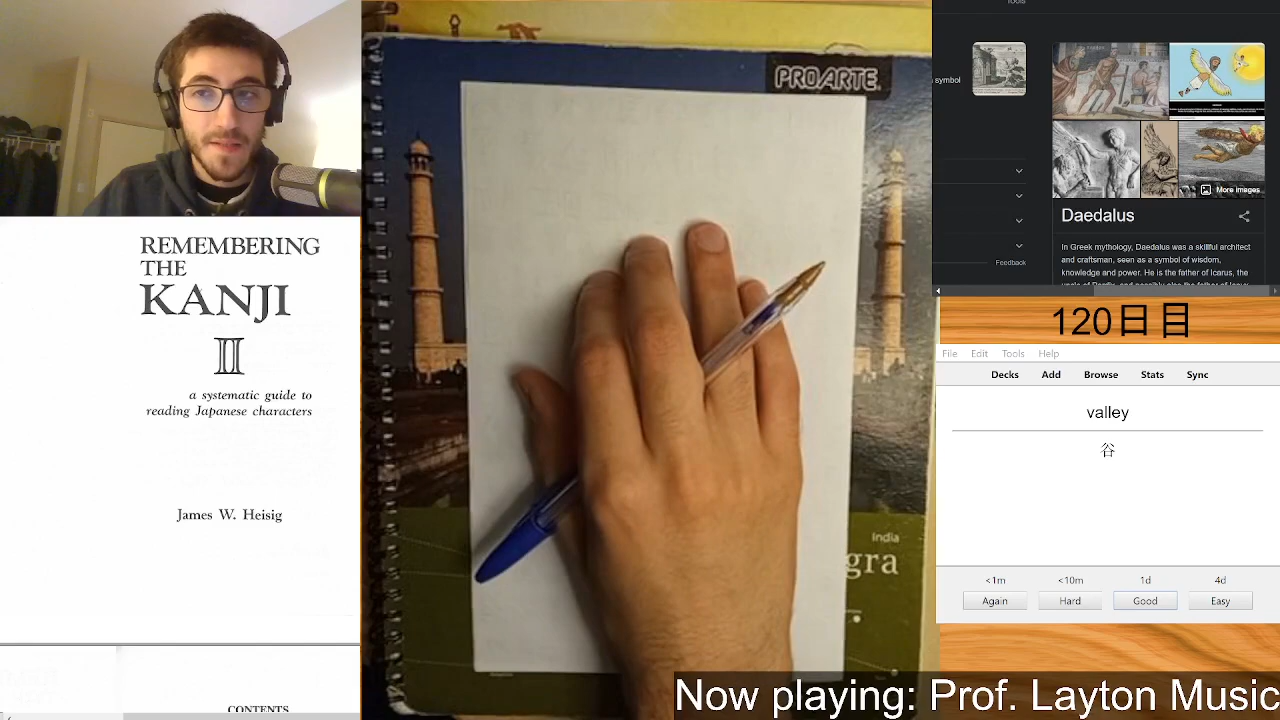 REMEMBERING
THE
KANJI
II
a systematic guide to
reading Japanese characters
James W. Heisig
CONTENTS
PROARTE
India
gra
Tools
symbol
More images
Daedalus
In Greek mythology, Daedalus was a skillful architect
and craftsman, seen as a symbol of wisdom,
knowledge and power. He is the father of Icarus, the
Feedback
120日目
File Edit Tools Help
Decks Add Browse Stats Sync
valley
谷
<1m <10m 1d 4d
Again Hard Good Easy
Now playing: Prof. Layton Music